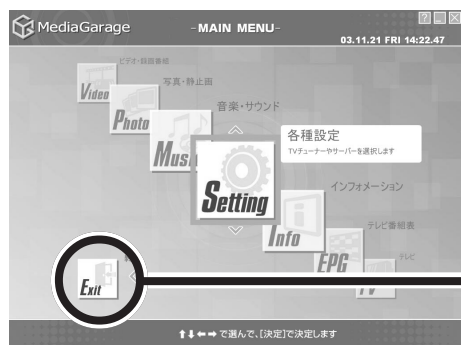 MediaGarage
-MAIN MENU-
? _ ×
03.11.21 FRI 14:22.47
ビデオ・録画番組
Video
写真・静止画
Photo
音楽・サウンド
Music
各種設定
TVチューナーやサーバーを選択します
Setting
インフォメーション
Info
テレビ番組表
EPG
テレビ
TV
Exit
↑↓←→で選んで、[決定]で決定します